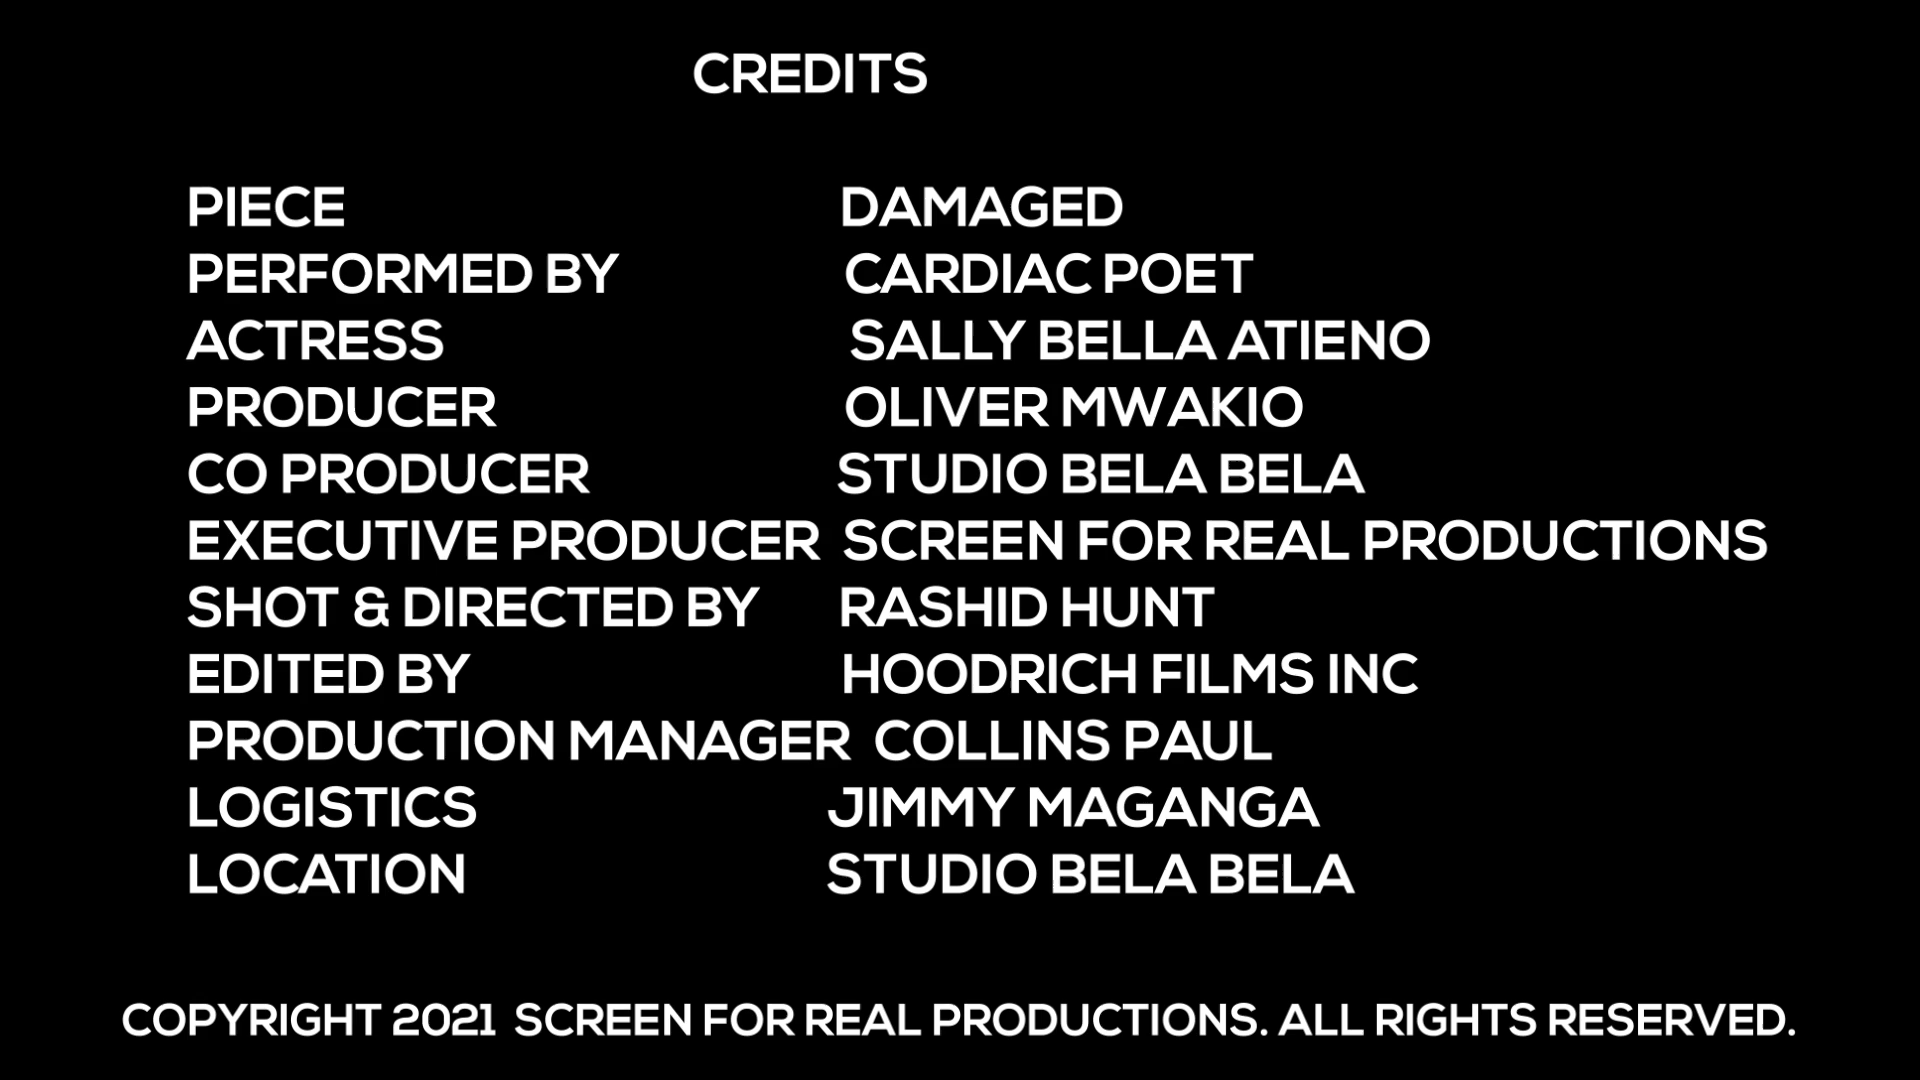 CREDITS
PIECE DAMAGED
PERFORMED BY CARDIAC POET
ACTRESS SALLY BELLA ATIENO
PRODUCER OLIVER MWAKIO
CO PRODUCER STUDIO BELA BELA
EXECUTIVE PRODUCER SCREEN FOR REAL PRODUCTIONS
SHOT & DIRECTED BY RASHID HUNT
EDITED BY HOODRICH FILMS INC
PRODUCTION MANAGER COLLINS PAUL
LOGISTICS JIMMY MAGANGA
LOCATION STUDIO BELA BELA
COPYRIGHT 2021 SCREEN FOR REAL PRODUCTIONS. ALL RIGHTS RESERVED.